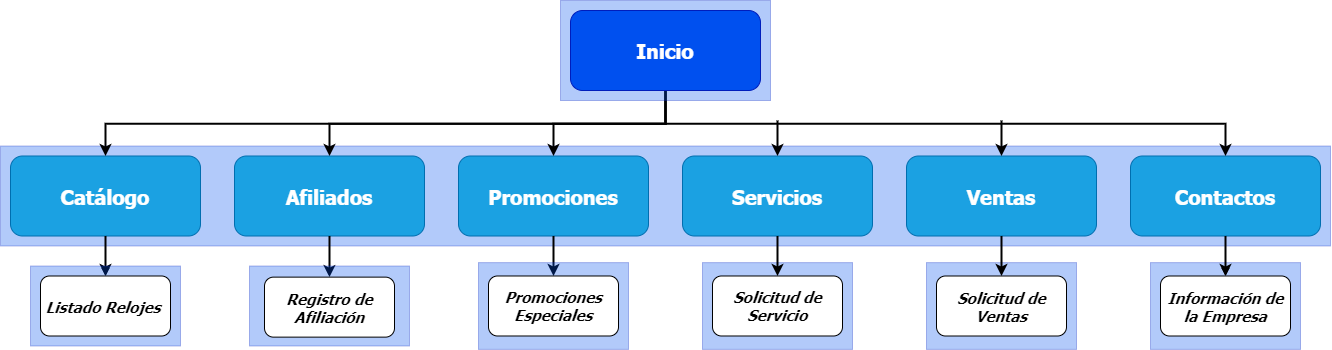 Inicio
Catálogo
Afiliados
Promociones
Servicios
Ventas
Contactos
Listado Relojes
Registro de
Afiliación
Promociones
Especiales
Solicitud de
Servicio
Solicitud de
Ventas
Información de
la Empresa